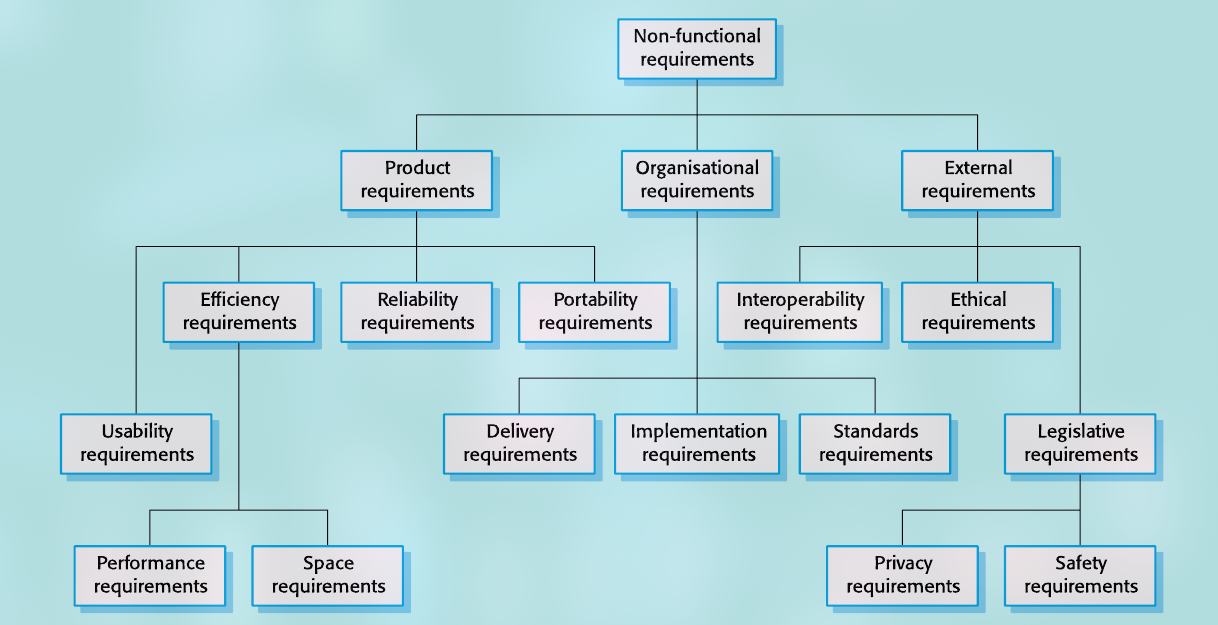 Non-functional
requirements
Product
requirements
Organisational
requirements
External
requirements
Efficiency
requirements
Reliability
requirements
Portability
requirements
Interoperability
requirements
Ethical
requirements
Usability
requirements
Delivery
requirements
Implementation
requirements
Standards
requirements
Legislative
requirements
Performance
requirements
Space
requirements
Privacy
requirements
Safety
requirements